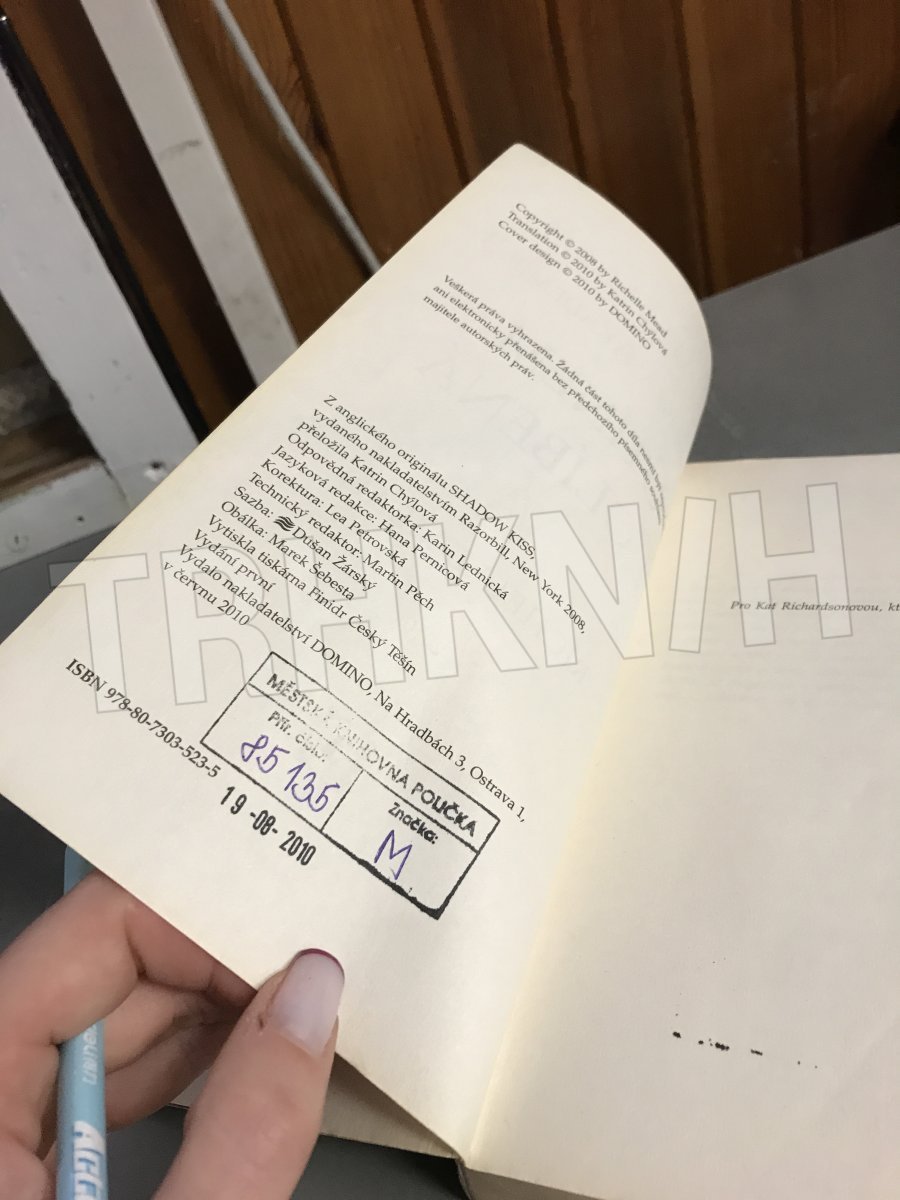 Copyright © 2008 by Richelle Mead
Translation © 2010 by Katrin Chýlová
Cover design © 2010 by DOMINO
Veškerá práva vyhrazena. Žádná část tohoto díla nesmí být
ani elektronicky přenášena bez předchozího písemného
majitele autorských práv.
Z anglického originálu SHADOW KISS,
vydaného nakladatelstvím Razorbill, New York 2008,
přeložila Katrin Chýlová
Odpovědná redaktorka: Karin Lednická
Jazyková redakce: Hana Pernicová
Korektura: Lea Petrovská
Technický redaktor: Martin Pěch
Sazba: Dušan Žárský
Obálka: Marek Šebesta
Vytiskla tiskárna Finidr Český Těšín
Vydání první
Vydalo nakladatelství DOMINO, Na Hradbách 3, Ostrava 1,
v červnu 2010
ISBN 978-80-7303-523-5
MĚSTSKÁ KNIHOVNA POLIČKA
Přír. číslo:
85135
Značka:
M
19 -08- 2010
Pro Kat Richardsonovou, kt
TRHKNIH